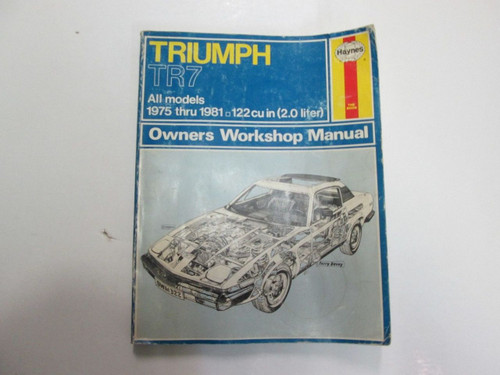 TRIUMPH
TR7
Haynes
All models
1975 thru 1981 □ 122 cu in (2.0 liter)
Owners Workshop Manual